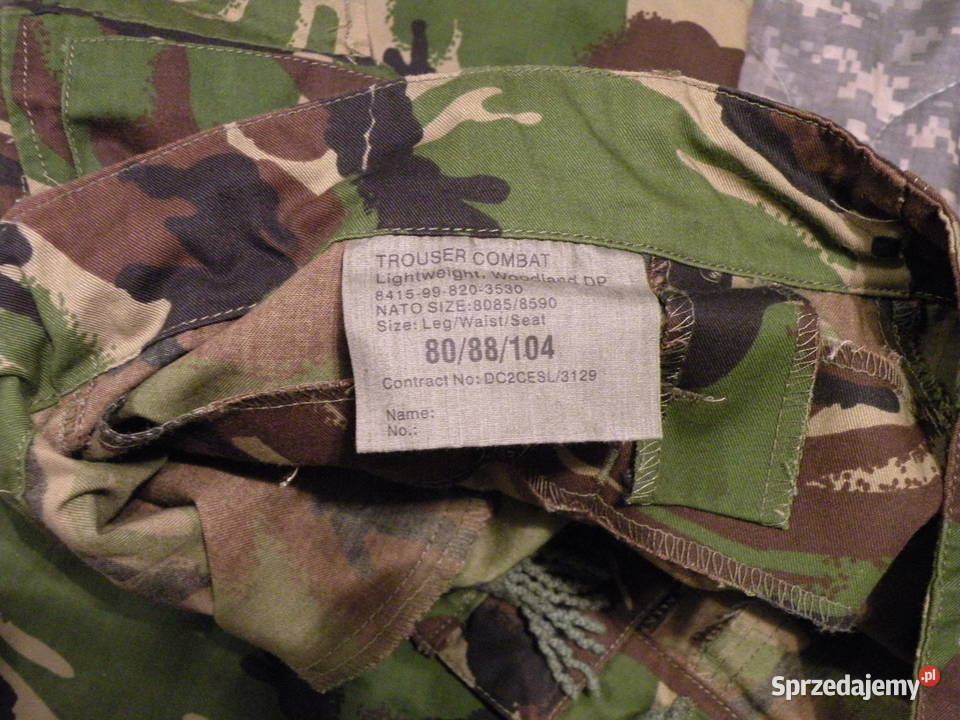 TROUSER COMBAT
Lightweight, Woodland DP
8415-99-820-3530
NATO SIZE:8085/8590
Size: Leg/Waist/Seat
80/88/104
Contract No: DC2CESL/3129
Name:
No.:
Sprzedajemy.pl